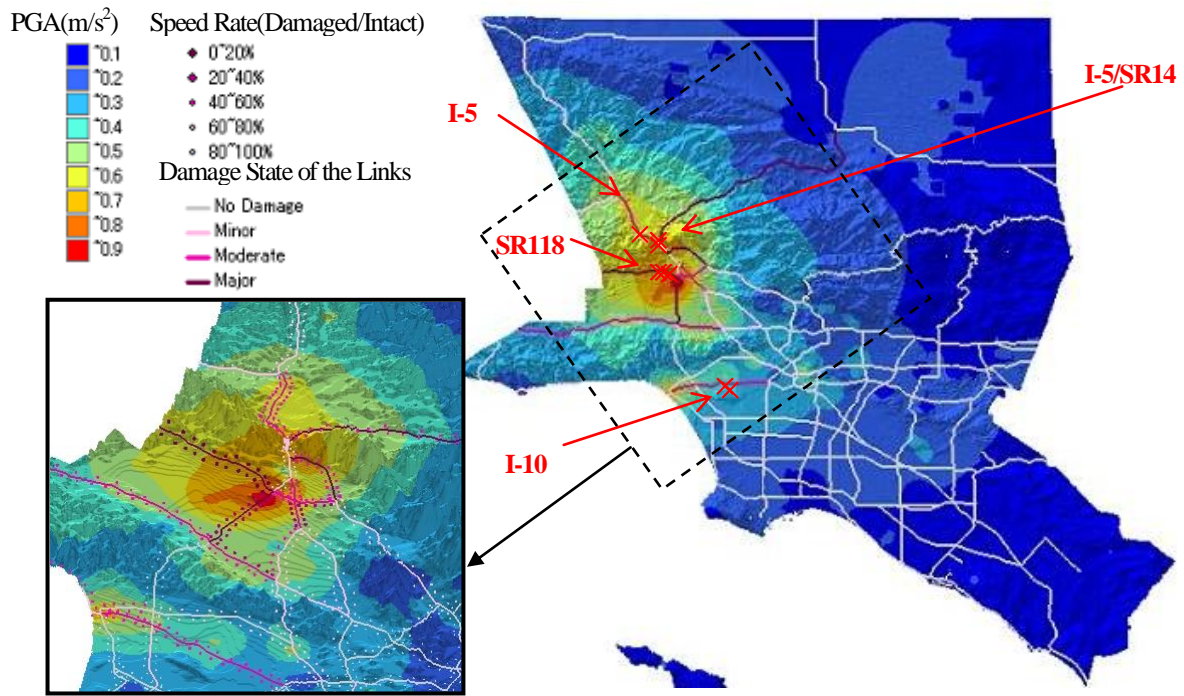 PGA(m/s²) Speed Rate(Damaged/Intact)
~0.1 0~20%
~0.2 20~40%
~0.3 40~60%
~0.4 60~80%
~0.5 80~100%
~0.6 Damage State of the Links
~0.7 No Damage
~0.8 Minor
~0.9 Moderate
Major
I-5/SR14
I-5
SR118
I-10